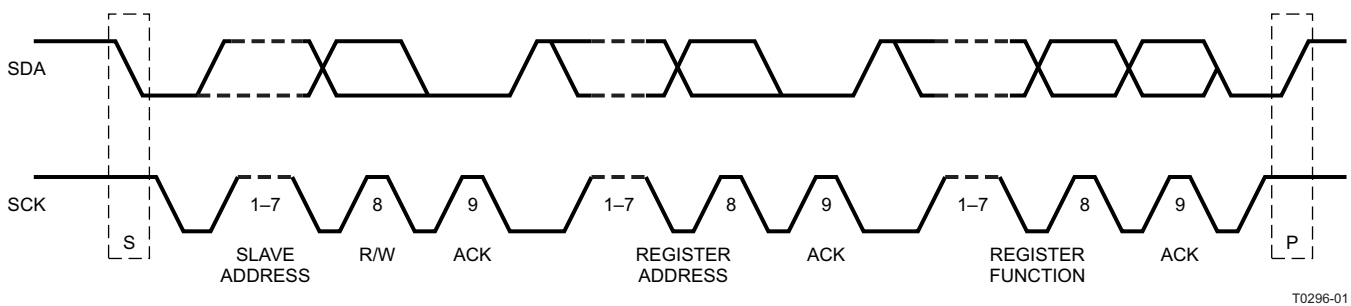 SDA
SCK
1–7
8
9
1–7
8
9
1–7
8
9
S
P
SLAVE
ADDRESS
R/W
ACK
REGISTER
ADDRESS
ACK
REGISTER
FUNCTION
ACK
T0296-01